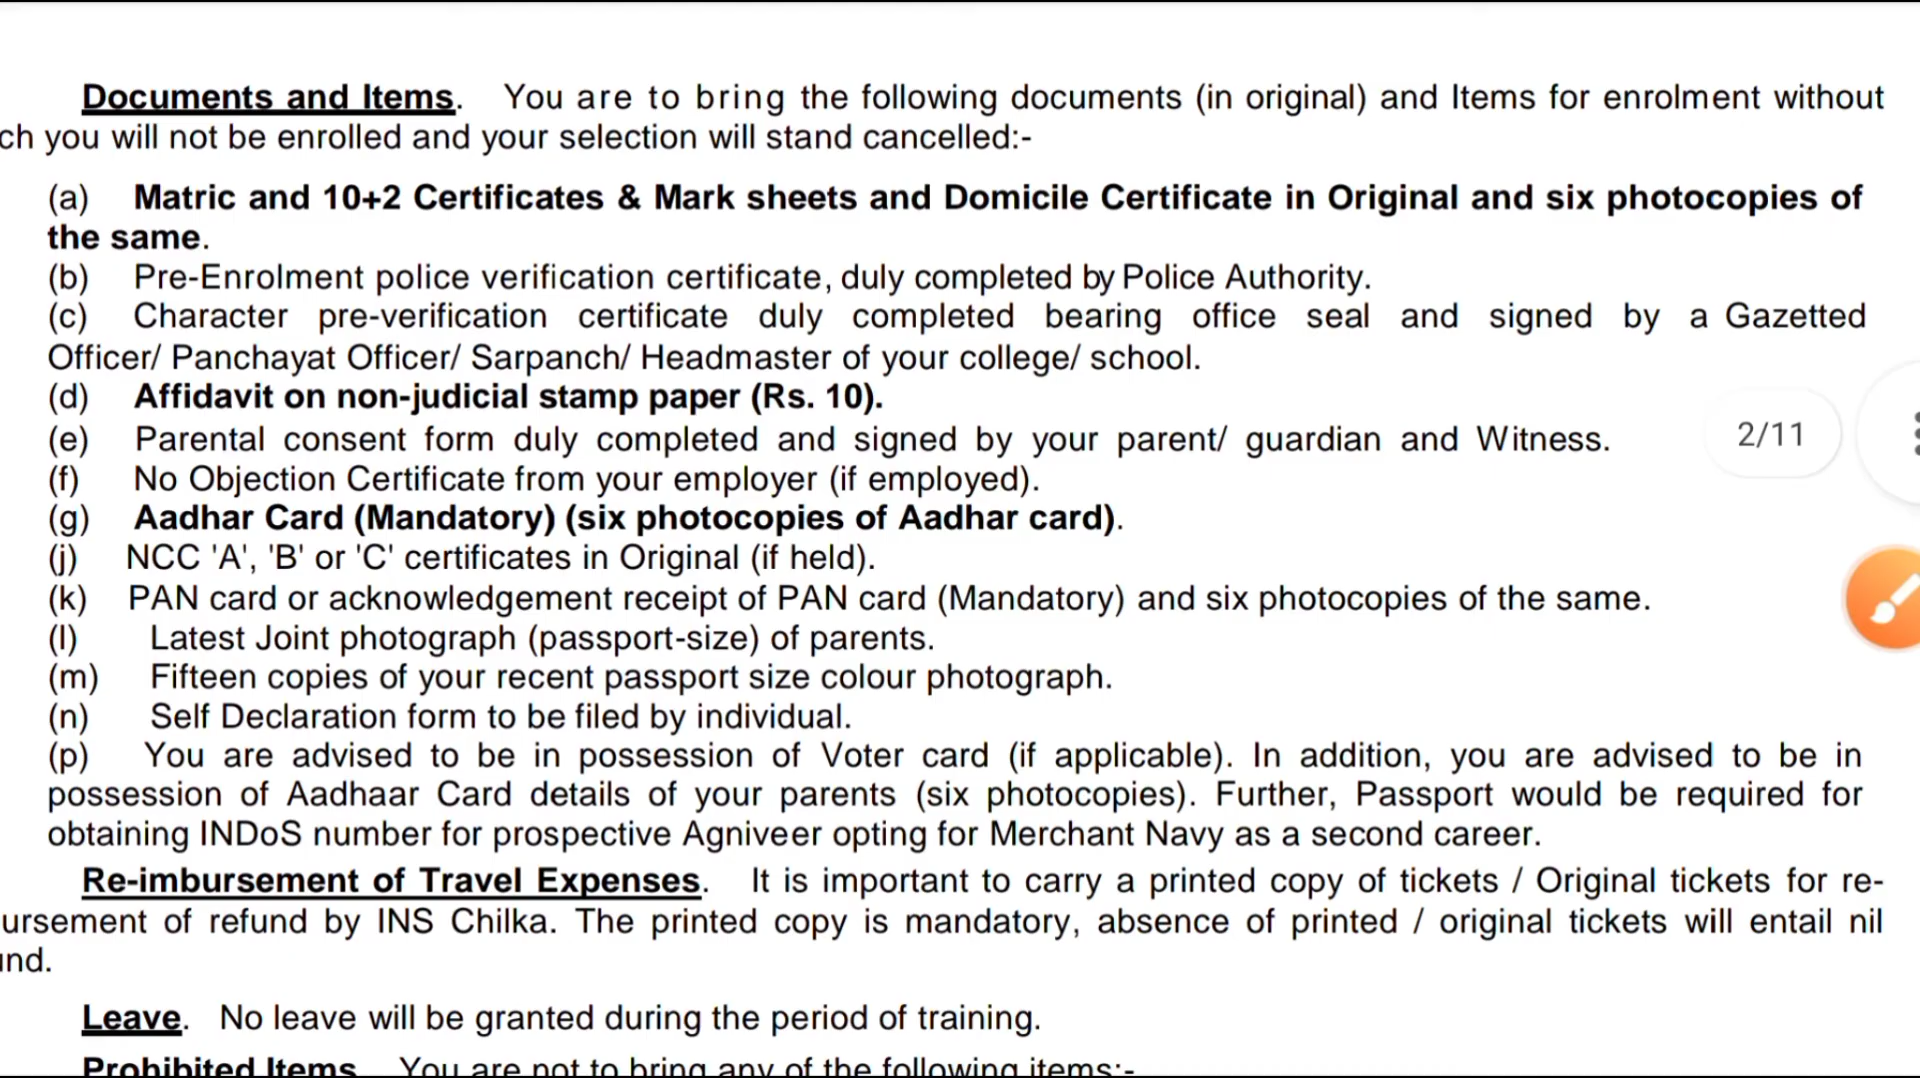 Documents and Items. You are to bring the following documents (in original) and Items for enrolment without
ch you will not be enrolled and your selection will stand cancelled:-
(a) Matric and 10+2 Certificates & Mark sheets and Domicile Certificate in Original and six photocopies of
the same.
(b) Pre-Enrolment police verification certificate, duly completed by Police Authority.
(c) Character pre-verification certificate duly completed bearing office seal and signed by a Gazetted
Officer/ Panchayat Officer/ Sarpanch/ Headmaster of your college/ school.
(d) Affidavit on non-judicial stamp paper (Rs. 10).
(e) Parental consent form duly completed and signed by your parent/ guardian and Witness.
2/11
(f) No Objection Certificate from your employer (if employed).
(g) Aadhar Card (Mandatory) (six photocopies of Aadhar card).
(j) NCC 'A', 'B' or 'C' certificates in Original (if held).
(k) PAN card or acknowledgement receipt of PAN card (Mandatory) and six photocopies of the same.
(l) Latest Joint photograph (passport-size) of parents.
(m) Fifteen copies of your recent passport size colour photograph.
(n) Self Declaration form to be filed by individual.
(p) You are advised to be in possession of Voter card (if applicable). In addition, you are advised to be in
possession of Aadhaar Card details of your parents (six photocopies). Further, Passport would be required for
obtaining INDoS number for prospective Agniveer opting for Merchant Navy as a second career.
Re-imbursement of Travel Expenses. It is important to carry a printed copy of tickets / Original tickets for re-
ursement of refund by INS Chilka. The printed copy is mandatory, absence of printed / original tickets will entail nil
und.
Leave. No leave will be granted during the period of training.
Prohibited Items You are not to bring any of the following items:-